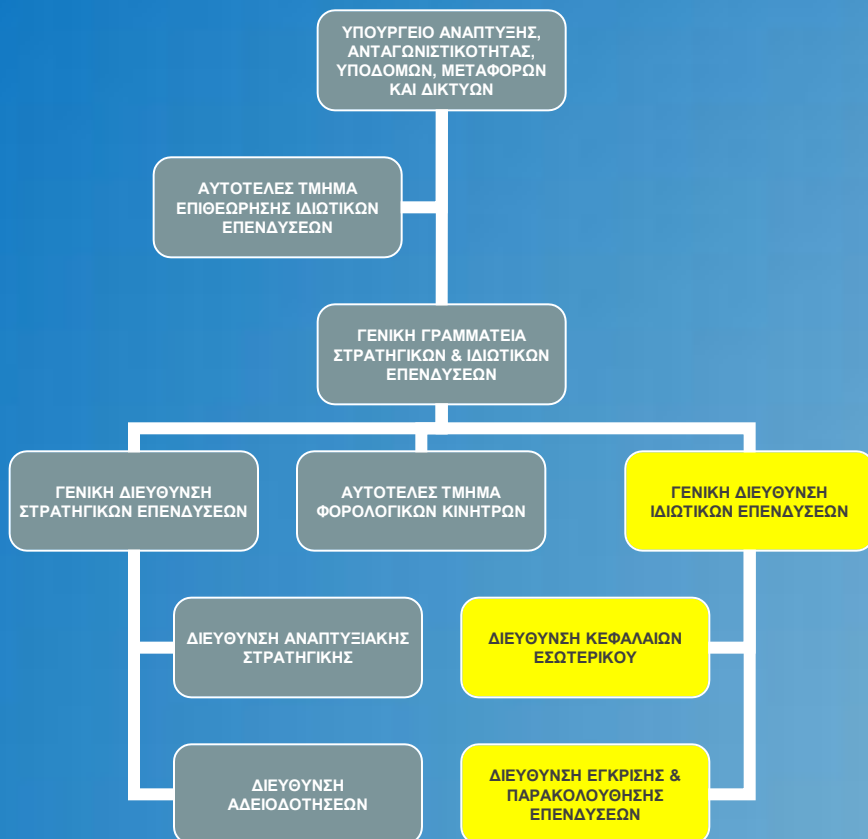 ΥΠΟΥΡΓΕΙΟ ΑΝΑΠΤΥΞΗΣ,
ΑΝΤΑΓΩΝΙΣΤΙΚΟΤΗΤΑΣ,
ΥΠΟΔΟΜΩΝ, ΜΕΤΑΦΟΡΩΝ
ΚΑΙ ΔΙΚΤΥΩΝ
ΑΥΤΟΤΕΛΕΣ ΤΜΗΜΑ
ΕΠΙΘΕΩΡΗΣΗΣ ΙΔΙΩΤΙΚΩΝ
ΕΠΕΝΔΥΣΕΩΝ
ΓΕΝΙΚΗ ΓΡΑΜΜΑΤΕΙΑ
ΣΤΡΑΤΗΓΙΚΩΝ & ΙΔΙΩΤΙΚΩΝ
ΕΠΕΝΔΥΣΕΩΝ
ΓΕΝΙΚΗ ΔΙΕΥΘΥΝΣΗ
ΣΤΡΑΤΗΓΙΚΩΝ ΕΠΕΝΔΥΣΕΩΝ
ΑΥΤΟΤΕΛΕΣ ΤΜΗΜΑ
ΦΟΡΟΛΟΓΙΚΩΝ ΚΙΝΗΤΡΩΝ
ΓΕΝΙΚΗ ΔΙΕΥΘΥΝΣΗ
ΙΔΙΩΤΙΚΩΝ ΕΠΕΝΔΥΣΕΩΝ
ΔΙΕΥΘΥΝΣΗ ΑΝΑΠΤΥΞΙΑΚΗΣ
ΣΤΡΑΤΗΓΙΚΗΣ
ΔΙΕΥΘΥΝΣΗ ΚΕΦΑΛΑΙΩΝ
ΕΣΩΤΕΡΙΚΟΥ
ΔΙΕΥΘΥΝΣΗ
ΑΔΕΙΟΔΟΤΗΣΕΩΝ
ΔΙΕΥΘΥΝΣΗ ΕΓΚΡΙΣΗΣ &
ΠΑΡΑΚΟΛΟΥΘΗΣΗΣ
ΕΠΕΝΔΥΣΕΩΝ